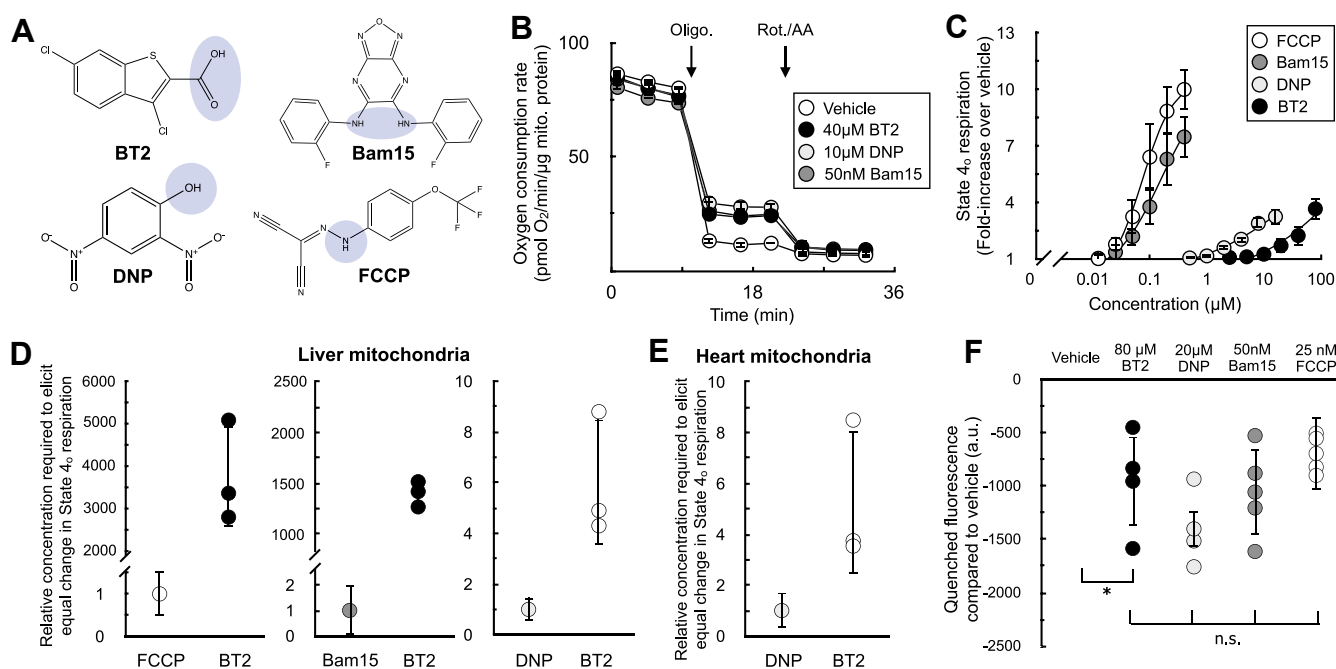 A
Cl
S
OH
O
Cl
BT2
N
O
N
N
N
NH
HN
F
F
Bam15
OH
O-
N+
O
N+
O-
O
DNP
N
N
N
H
N
O
F
F
F
FCCP
B
Oligo.
Rot./AA
Oxygen consumption rate
(pmol O2/min/µg mito. protein)
100
50
0
Vehicle
40µM BT2
10µM DNP
50nM Bam15
0
18
36
Time (min)
C
State 4o respiration
(Fold-increase over vehicle)
13
10
7
4
1
FCCP
Bam15
DNP
BT2
0
0.01
0.1
1
10
100
Concentration (µM)
D
Liver mitochondria
Relative concentration required to elicit
equal change in State 4o respiration
6000
5000
4000
3000
2000
1
0
FCCP
BT2
2500
2000
1500
1000
2
1
0
Bam15
BT2
10
8
6
4
2
0
DNP
BT2
E
Heart mitochondria
Relative concentration required to elicit
equal change in State 4o respiration
10
8
6
4
2
0
DNP
BT2
F
Vehicle
80 µM
BT2
20µM
DNP
50nM
Bam15
25 nM
FCCP
Quenched fluorescence
compared to vehicle (a.u.)
0
-500
-1000
-1500
-2000
-2500
*
n.s.